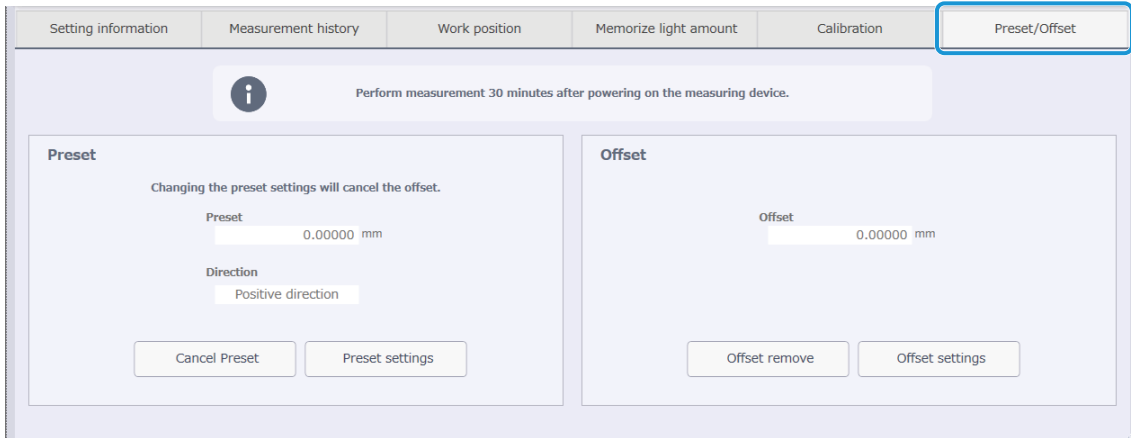 Setting information
Measurement history
Work position
Memorize light amount
Calibration
Preset/Offset
Perform measurement 30 minutes after powering on the measuring device.
Preset
Changing the preset settings will cancel the offset.
Preset
0.00000 mm
Direction
Positive direction
Cancel Preset
Preset settings
Offset
Offset
0.00000 mm
Offset remove
Offset settings